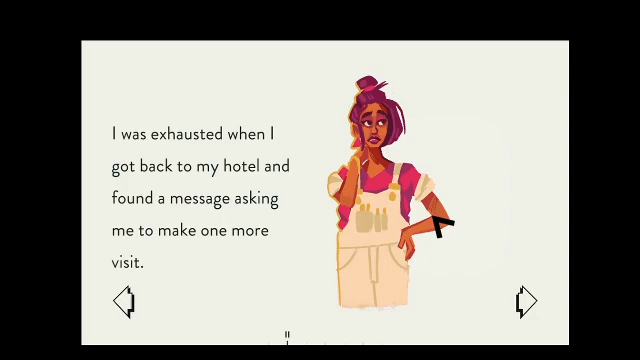 I was exhausted when I
got back to my hotel and
found a message asking
me to make one more
visit.